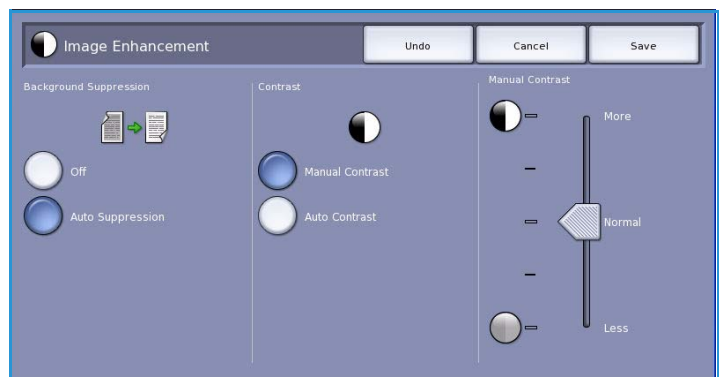 Image Enhancement
Undo
Cancel
Save
Background Suppression
Off
Auto Suppression
Contrast
Manual Contrast
Auto Contrast
Manual Contrast
More
Normal
Less